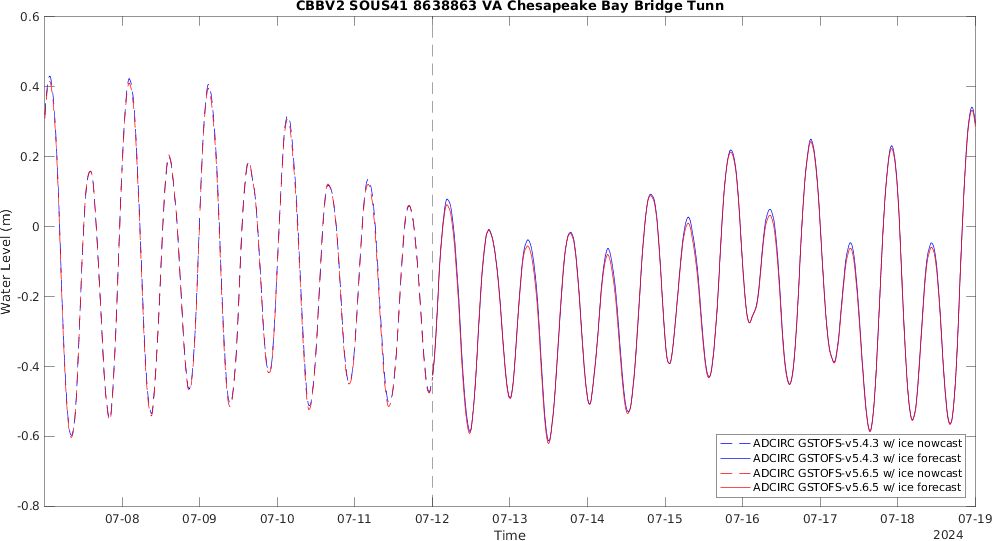 CBBV2 SOUS41 8638863 VA Chesapeake Bay Bridge Tunn
0.6
0.4
0.2
0
-0.2
-0.4
-0.6
-0.8
Water Level (m)
ADCIRC GSTOFS-v5.4.3 w/ ice nowcast
ADCIRC GSTOFS-v5.4.3 w/ ice forecast
ADCIRC GSTOFS-v5.6.5 w/ ice nowcast
ADCIRC GSTOFS-v5.6.5 w/ ice forecast
07-08 07-09 07-10 07-11 07-12 07-13 07-14 07-15 07-16 07-17 07-18 07-19
Time
2024